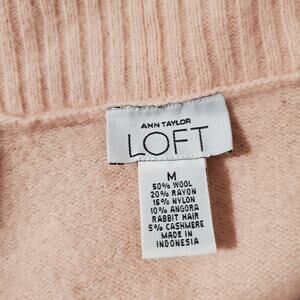 ANN TAYLOR
LOFT
M
50% WOOL
20% RAYON
15% NYLON
10% ANGORA
RABBIT HAIR
5% CASHMERE
MADE IN
INDONESIA